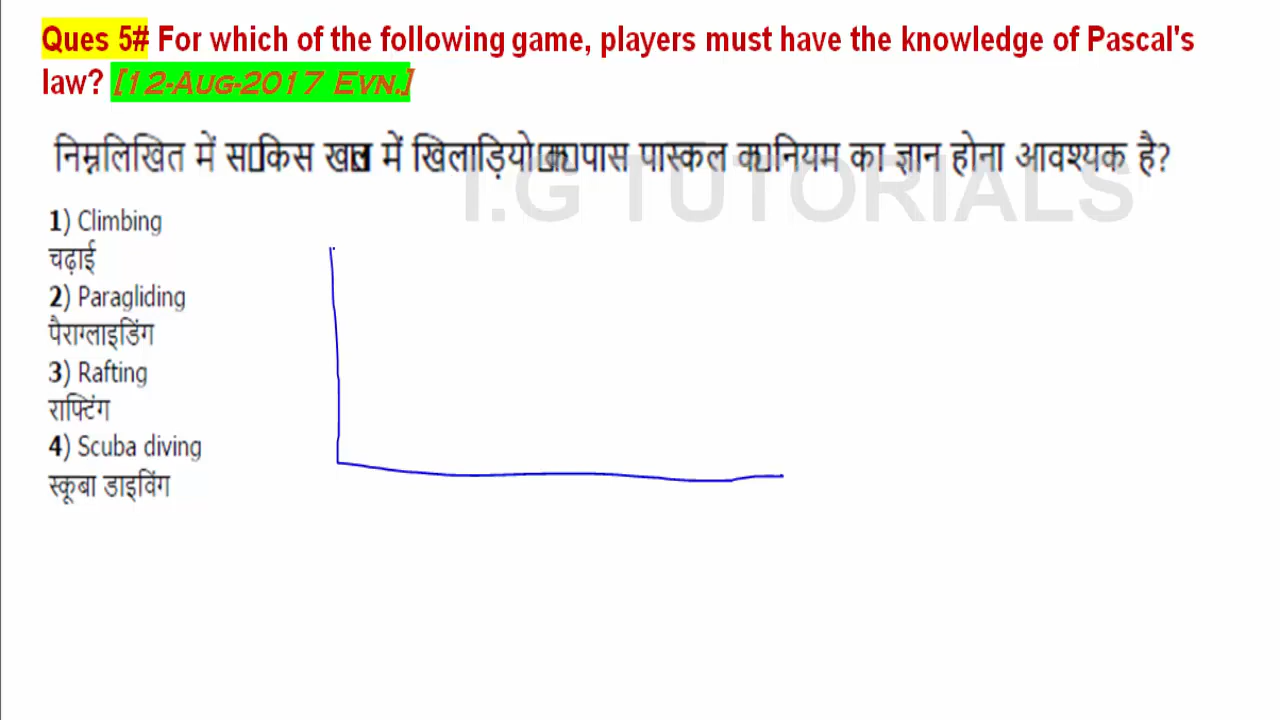 Ques 5# For which of the following game, players must have the knowledge of Pascal's
law? [12-Aug-2017 Evn.]
निम्नलिखित में किस में खिलाड़ियो पास पास्कल नियम का ज्ञान होना आवश्यक है?
I.G TUTORIALS
1) Climbing
चढ़ाई
2) Paragliding
पैराग्लाइडिंग
3) Rafting
राफ्टिंग
4) Scuba diving
स्कूबा डाइविंग